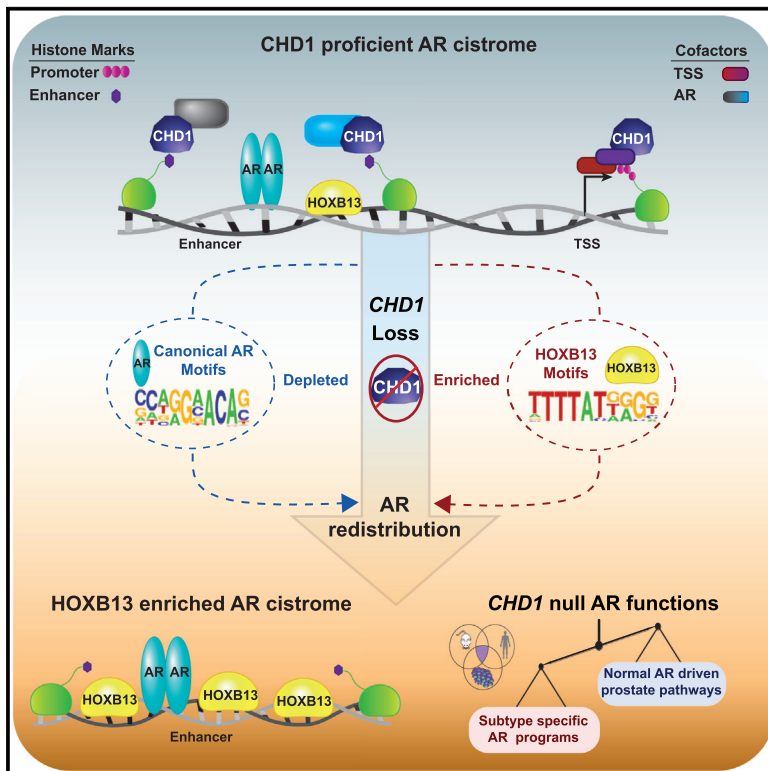 CHD1 proficient AR cistrome
Histone Marks
Promoter
Enhancer
Cofactors
TSS
AR
CHD1
AR AR
HOXB13
CHD1
CHD1
Enhancer
TSS
CHD1
Loss
CHD1
AR
Canonical AR
Motifs
Depleted
Enriched
HOXB13
Motifs
HOXB13
TTTTAT
AR
redistribution
HOXB13 enriched AR cistrome
HOXB13
AR AR
HOXB13
HOXB13
Enhancer
CHD1 null AR functions
Normal AR driven
prostate pathways
Subtype specific
AR programs